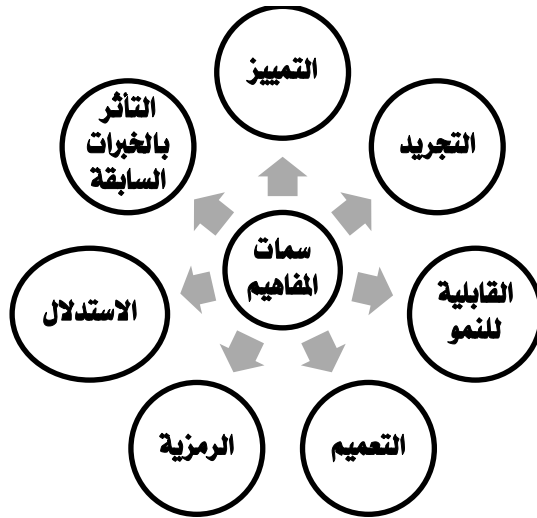 سمات
المفاهيم
التمييز
التجريد
القابلية
للنمو
التعميم
الرمزية
الاستدلال
التأثر
بالخبرات
السابقة